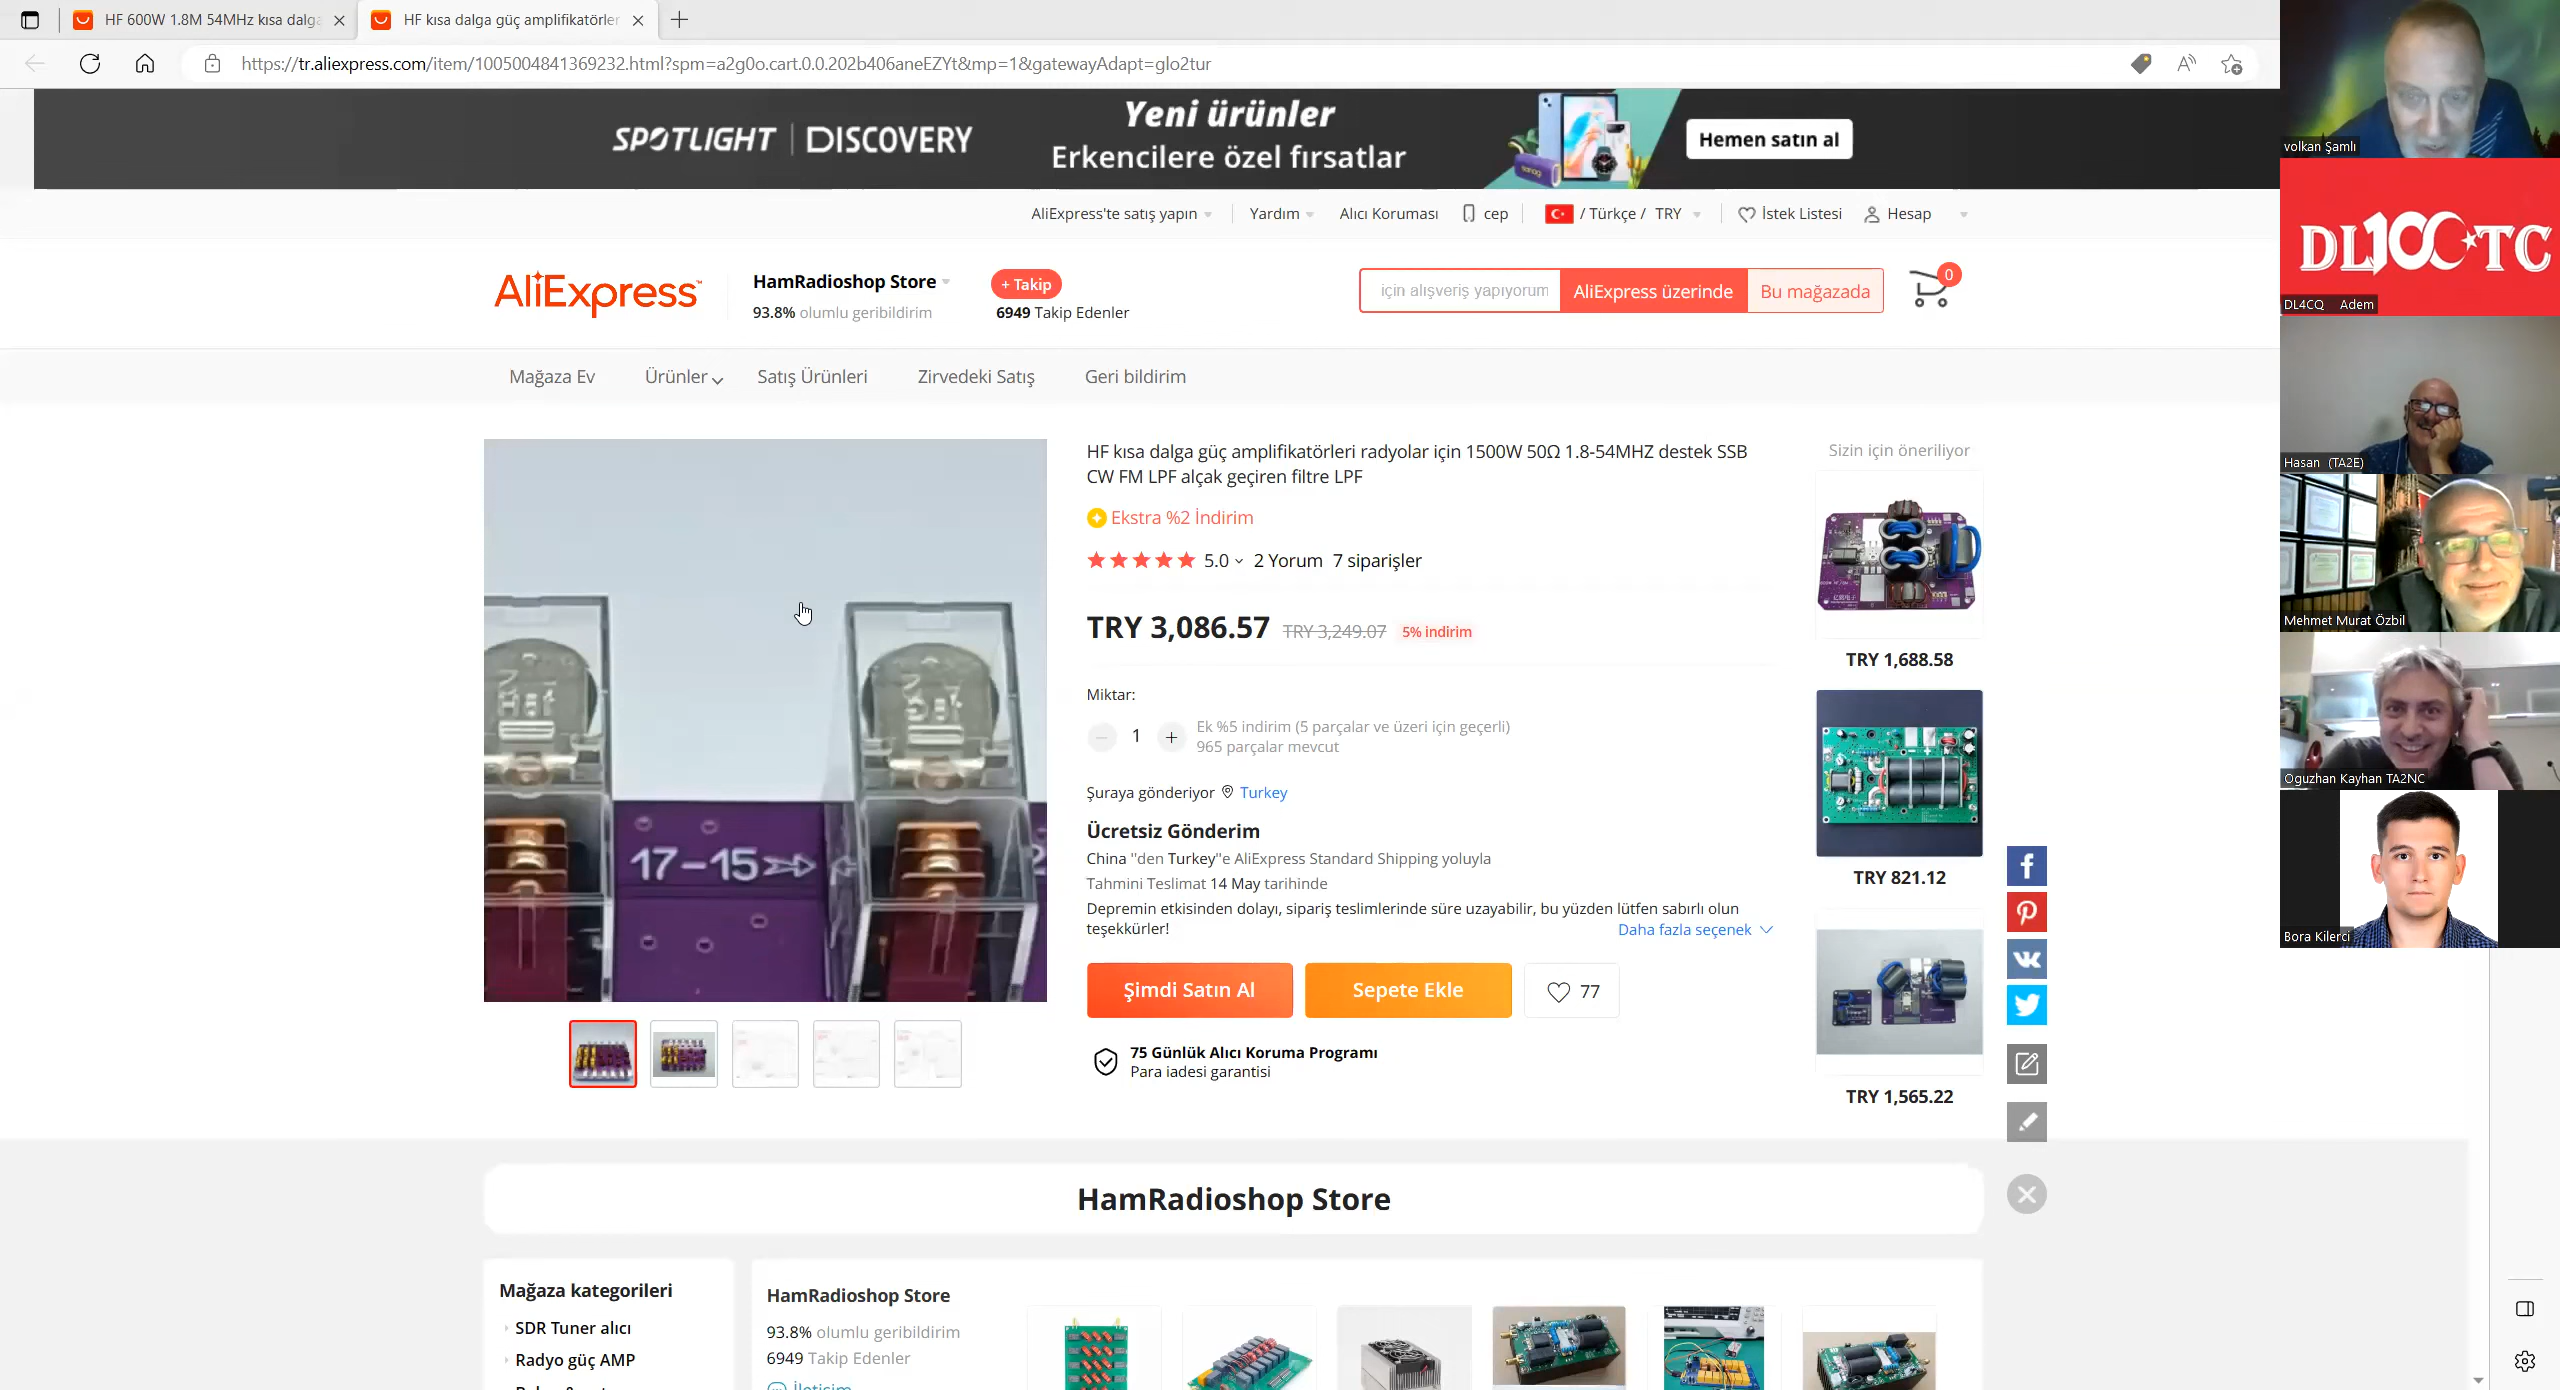 HF 600W 1.8M 54MHz kısa dalga
HF kısa dalga güç amplifikatörler
https://tr.aliexpress.com/item/1005004841369232.html?spm=a2g0o.cart.0.0.202b406aneEZYt&mp=1&gatewayAdapt=glo2tur
SPOTLIGHT | DISCOVERY
Yeni ürünler
Erkencilere özel fırsatlar
Hemen satın al
AliExpress'te satış yapın
Yardım
Alıcı Koruması
cep
/ Türkçe / TRY
İstek Listesi
Hesap
AliExpress
HamRadioshop Store
93.8% olumlu geribildirim
+ Takip
6949 Takip Edenler
için alışveriş yapıyorum
AliExpress üzerinde
Bu mağazada
0
Mağaza Ev
Ürünler
Satış Ürünleri
Zirvedeki Satış
Geri bildirim
17-15
HF kısa dalga güç amplifikatörleri radyolar için 1500W 50Ω 1.8-54MHZ destek SSB
CW FM LPF alçak geçiren filtre LPF
Ekstra %2 İndirim
5.0 2 Yorum 7 siparişler
TRY 3,086.57 TRY 3,249.07 5% indirim
Miktar:
1
Ek %5 indirim (5 parçalar ve üzeri için geçerli)
965 parçalar mevcut
Şuraya gönderiyor Turkey
Ücretsiz Gönderim
China "den Turkey"e AliExpress Standard Shipping yoluyla
Tahmini Teslimat 14 May tarihinde
Depremin etkisinden dolayı, sipariş teslimlerinde süre uzayabilir, bu yüzden lütfen sabırlı olun
teşekkürler!
Daha fazla seçenek
Şimdi Satın Al
Sepete Ekle
77
75 Günlük Alıcı Koruma Programı
Para iadesi garantisi
Sizin için öneriliyor
TRY 1,688.58
TRY 821.12
TRY 1,565.22
HamRadioshop Store
Mağaza kategorileri
SDR Tuner alıcı
Radyo güç AMP
HamRadioshop Store
93.8% olumlu geribildirim
6949 Takip Edenler
İletişim
volkan Şamlı
DL100TC
DL4CQ Adem
Hasan (TA2E)
Mehmet Murat Özbil
Oguzhan Kayhan TA2NC
Bora Kilerci